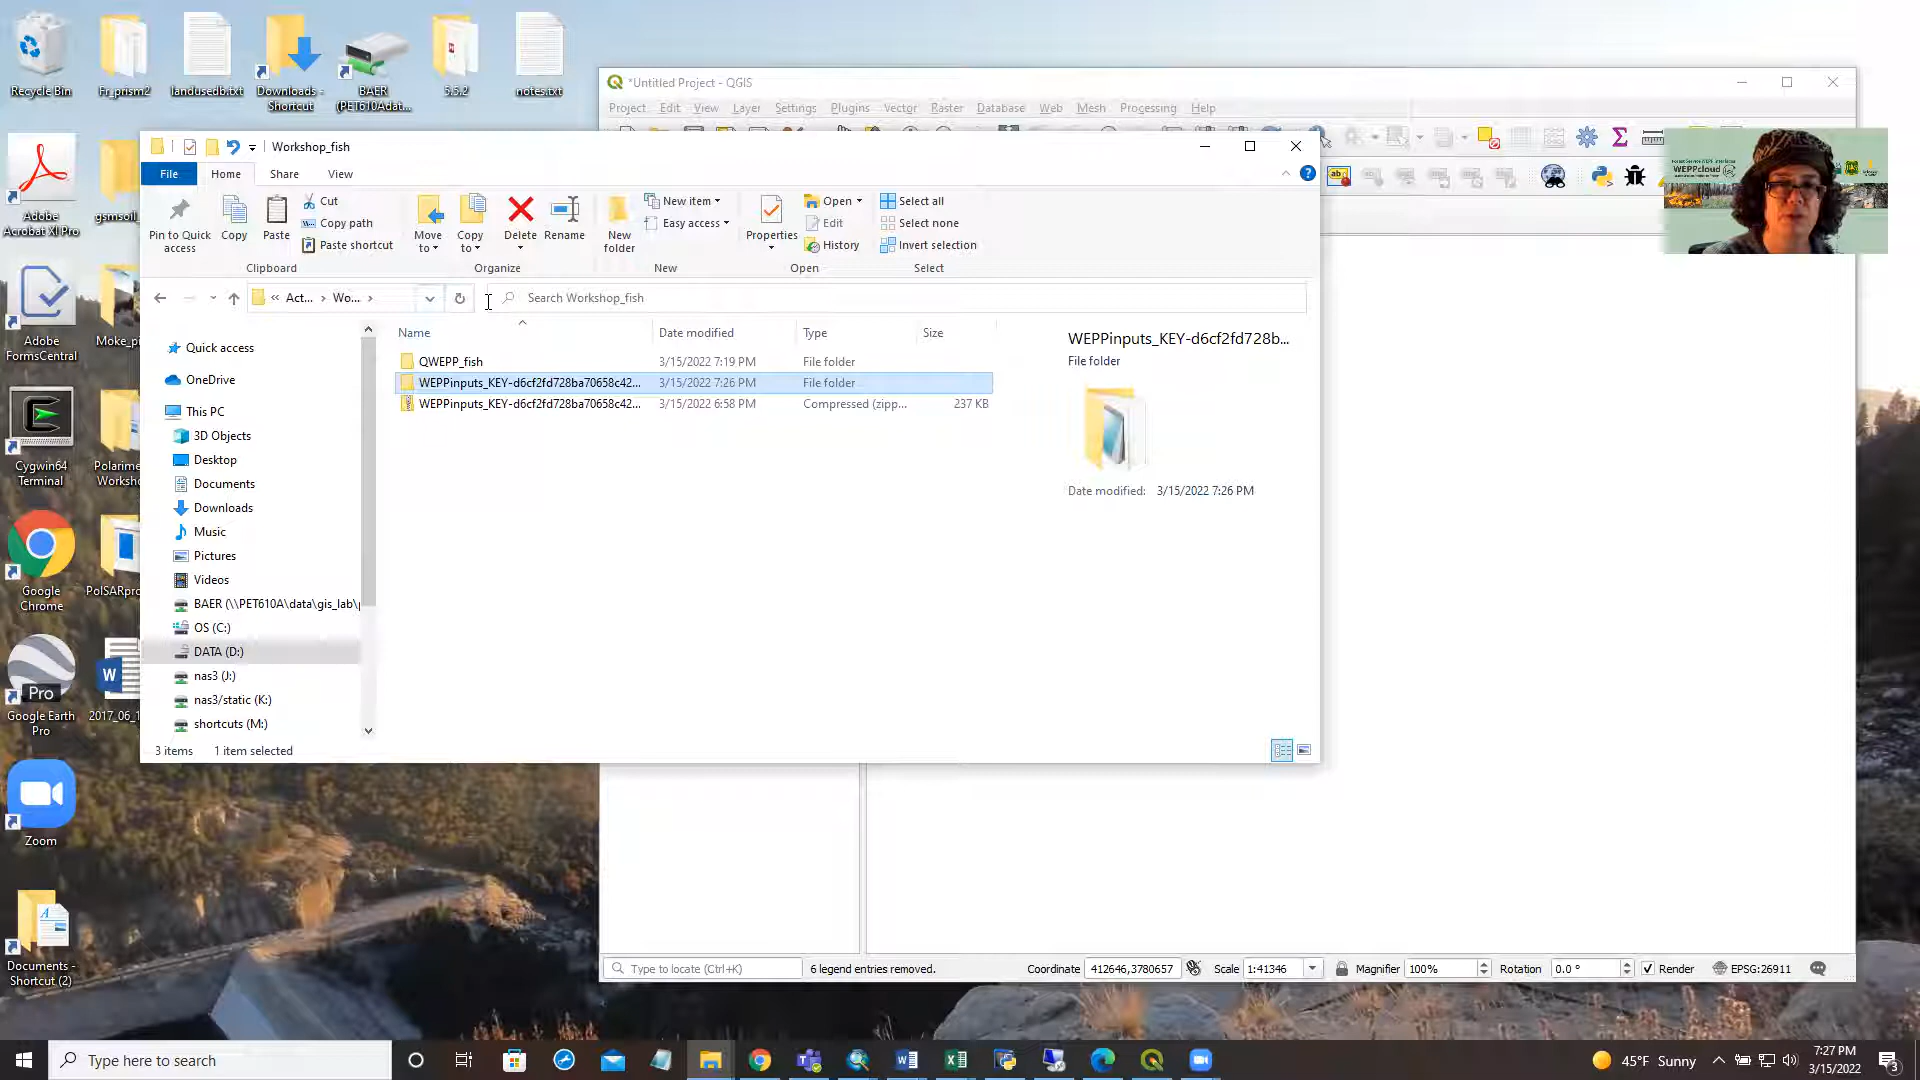 Recycle Bin
Fr_prism2
landusedb.txt
Downloads -
Shortcut
BAER
(PET610Adat...
5.5.2
notes.txt
*Untitled Project - QGIS
Project Edit View Layer Settings Plugins Vector Raster Database Web Mesh Processing Help
Workshop_fish
File Home Share View
Pin to Quick
access
Copy
Paste
Cut
Copy path
Paste shortcut
Clipboard
Move
to
Copy
to
Delete
Rename
Organize
New
folder
New item
Easy access
New
Properties
Open
Edit
History
Open
Select all
Select none
Invert selection
Select
WEPPcloud
« Act... › Wo... ›
Search Workshop_fish
Name Date modified Type Size
QWEPP_fish 3/15/2022 7:19 PM File folder
WEPPinputs_KEY-d6cf2fd728ba70658c42... 3/15/2022 7:26 PM File folder
WEPPinputs_KEY-d6cf2fd728ba70658c42... 3/15/2022 6:58 PM Compressed (zipp... 237 KB
WEPPinputs_KEY-d6cf2fd728b...
File folder
Date modified: 3/15/2022 7:26 PM
Quick access
OneDrive
This PC
3D Objects
Desktop
Documents
Downloads
Music
Pictures
Videos
BAER (\\PET610A\data\gis_lab\
OS (C:)
DATA (D:)
nas3 (J:)
nas3/static (K:)
shortcuts (M:)
3 items 1 item selected
Adobe
Acrobat XI Pro
gsmsoil_
Adobe
FormsCentral
Moke_pi
Cygwin64
Terminal
Polarime
Worksho
Google
Chrome
PolSARpro
Pro
Google Earth
Pro
2017_06_1
Zoom
Documents -
Shortcut (2)
Type to locate (Ctrl+K)
6 legend entries removed.
Coordinate 412646,3780657
Scale 1:41346
Magnifier 100%
Rotation 0.0 °
Render
EPSG:26911
Type here to search
45°F Sunny
7:27 PM
3/15/2022
3